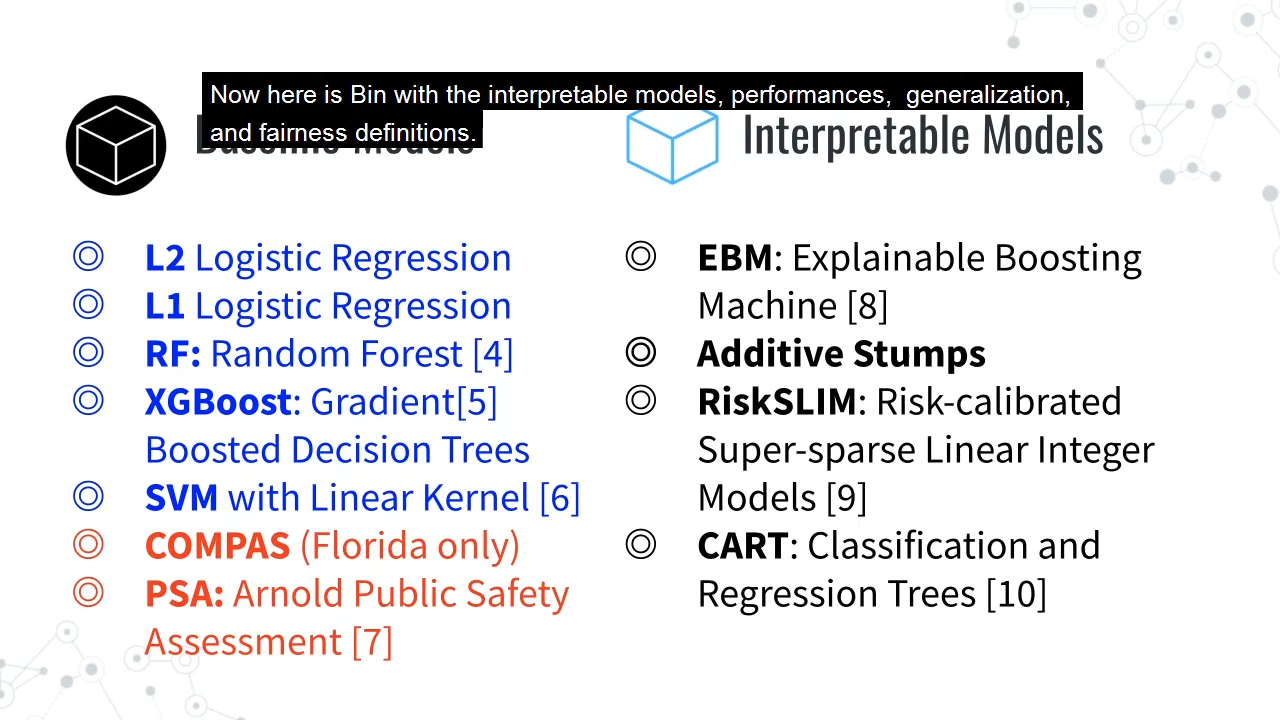 Now here is Bin with the interpretable models, performances,  generalization,
and fairness definitions.
Interpretable Models
L2 Logistic Regression
L1 Logistic Regression
RF: Random Forest [4]
XGBoost: Gradient[5]
Boosted Decision Trees
SVM with Linear Kernel [6]
COMPAS (Florida only)
PSA: Arnold Public Safety
Assessment [7]
EBM: Explainable Boosting
Machine [8]
Additive Stumps
RiskSLIM: Risk-calibrated
Super-sparse Linear Integer
Models [9]
CART: Classification and
Regression Trees [10]